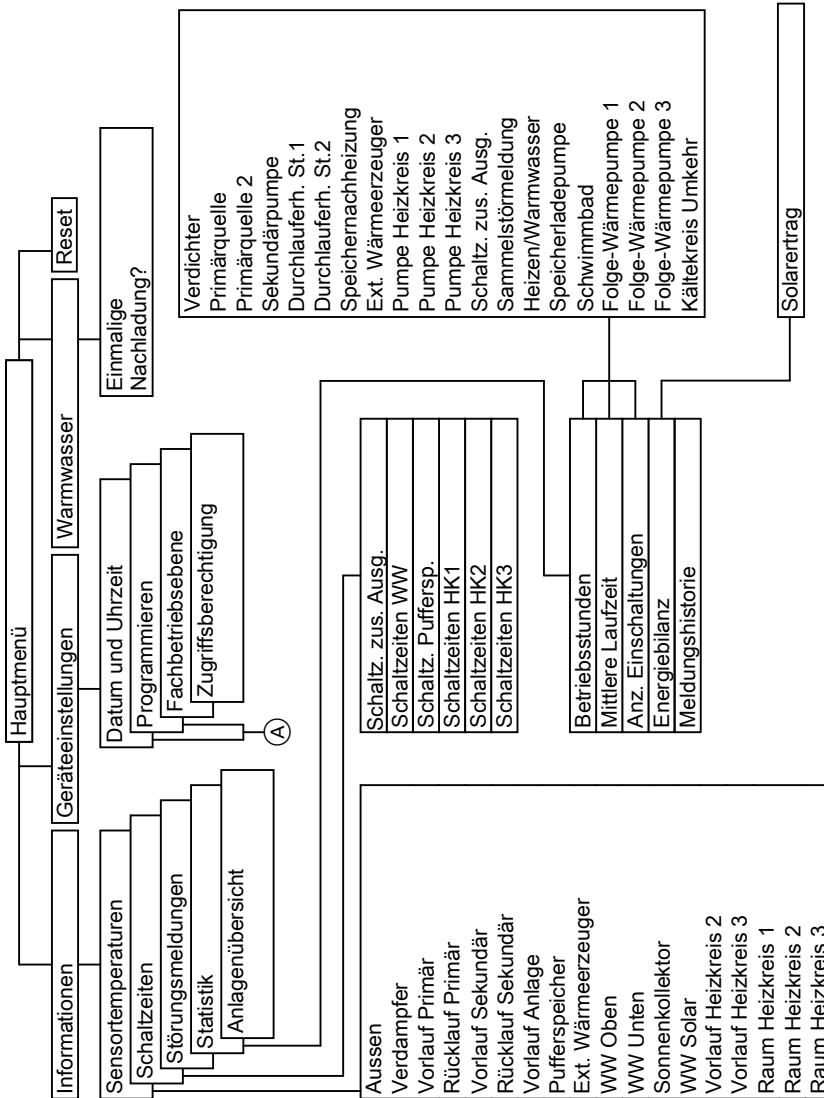 Hauptmenü
Informationen
Geräteeinstellungen
Warmwasser
Reset
Sensortemperaturen
Schaltzeiten
Störungsmeldungen
Statistik
Anlagenübersicht
Datum und Uhrzeit
Programmieren
Fachbetriebsebene
Zugriffsberechtigung
A
Einmalige
Nachladung?
Aussen
Verdampfer
Vorlauf Primär
Rücklauf Primär
Vorlauf Sekundär
Rücklauf Sekundär
Vorlauf Anlage
Pufferspeicher
Ext. Wärmeerzeuger
WW Oben
WW Unten
Sonnenkollektor
WW Solar
Vorlauf Heizkreis 2
Vorlauf Heizkreis 3
Raum Heizkreis 1
Raum Heizkreis 2
Raum Heizkreis 3
Schaltz. zus. Ausg.
Schaltzeiten WW
Schaltz. Puffersp.
Schaltzeiten HK1
Schaltzeiten HK2
Schaltzeiten HK3
Betriebsstunden
Mittlere Laufzeit
Anz. Einschaltungen
Energiebilanz
Meldungshistorie
Verdichter
Primärquelle
Primärquelle 2
Sekundärpumpe
Durchlauferh. St.1
Durchlauferh. St.2
Speichernachheizung
Ext. Wärmeerzeuger
Pumpe Heizkreis 1
Pumpe Heizkreis 2
Pumpe Heizkreis 3
Schaltz. zus. Ausg.
Sammelstörmeldung
Heizen/Warmwasser
Speicherladepumpe
Schwimmbad
Folge-Wärmepumpe 1
Folge-Wärmepumpe 2
Folge-Wärmepumpe 3
Kältekreis Umkehr
Solarertrag